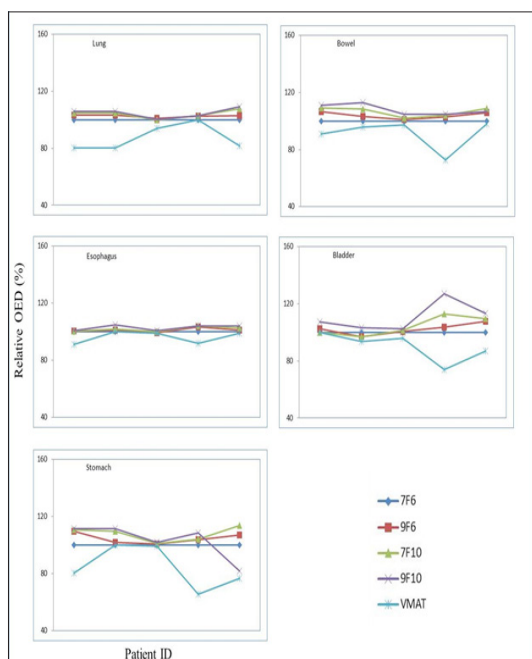 Lung
160
120
80
40
Bowel
160
120
80
40
Esophagus
160
120
80
40
Bladder
160
120
80
40
Stomach
160
120
80
40
Relative OED (%)
7F6
9F6
7F10
9F10
VMAT
Patient ID